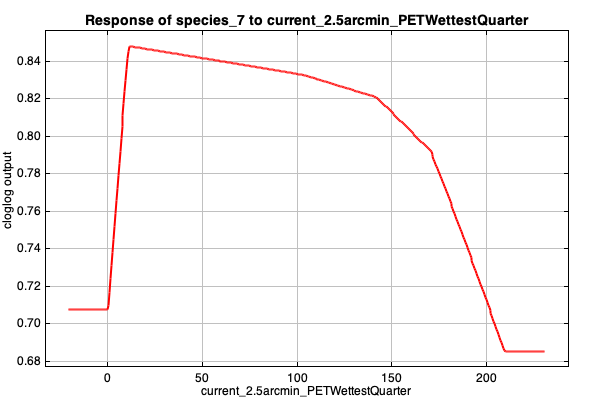 Response of species_7 to current_2.5arcmin_PETWettestQuarter
cloglog output
0.84
0.82
0.80
0.78
0.76
0.74
0.72
0.70
0.68
0 50 100 150 200
current_2.5arcmin_PETWettestQuarter